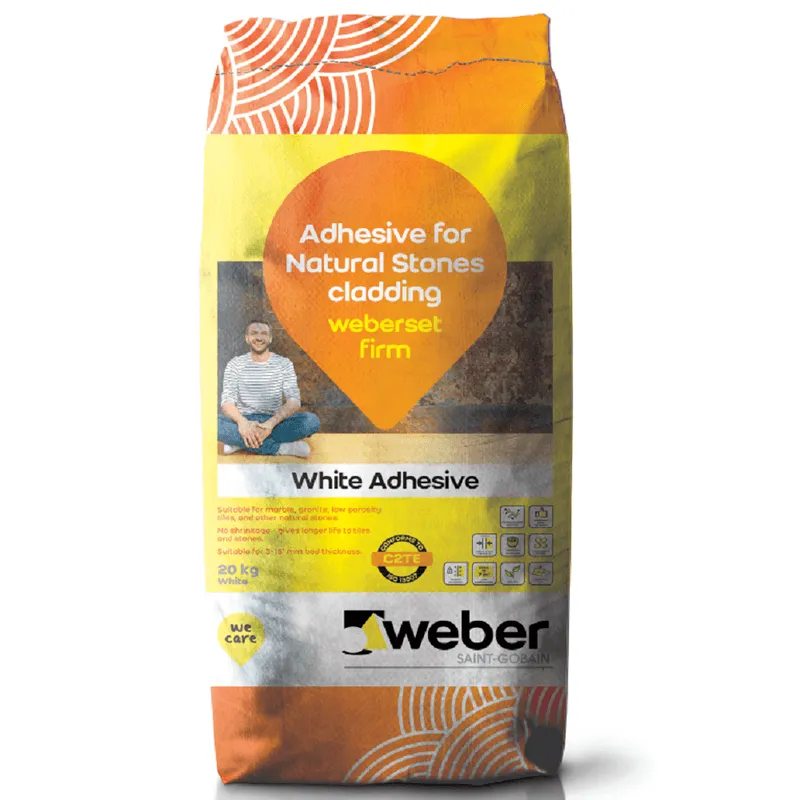 Adhesive for
Natural Stones
cladding
weberset
firm
White Adhesive
Suitable for marble, granite, low porosity
tiles, and other natural stones.
No shrinkage - gives longer life to tiles
and stones.
Suitable for 3-15* mm bed thickness.
20 kg
White
CONFORMS TO
C2TE
ISO 13007
we
care
weber
SAINT-GOBAIN